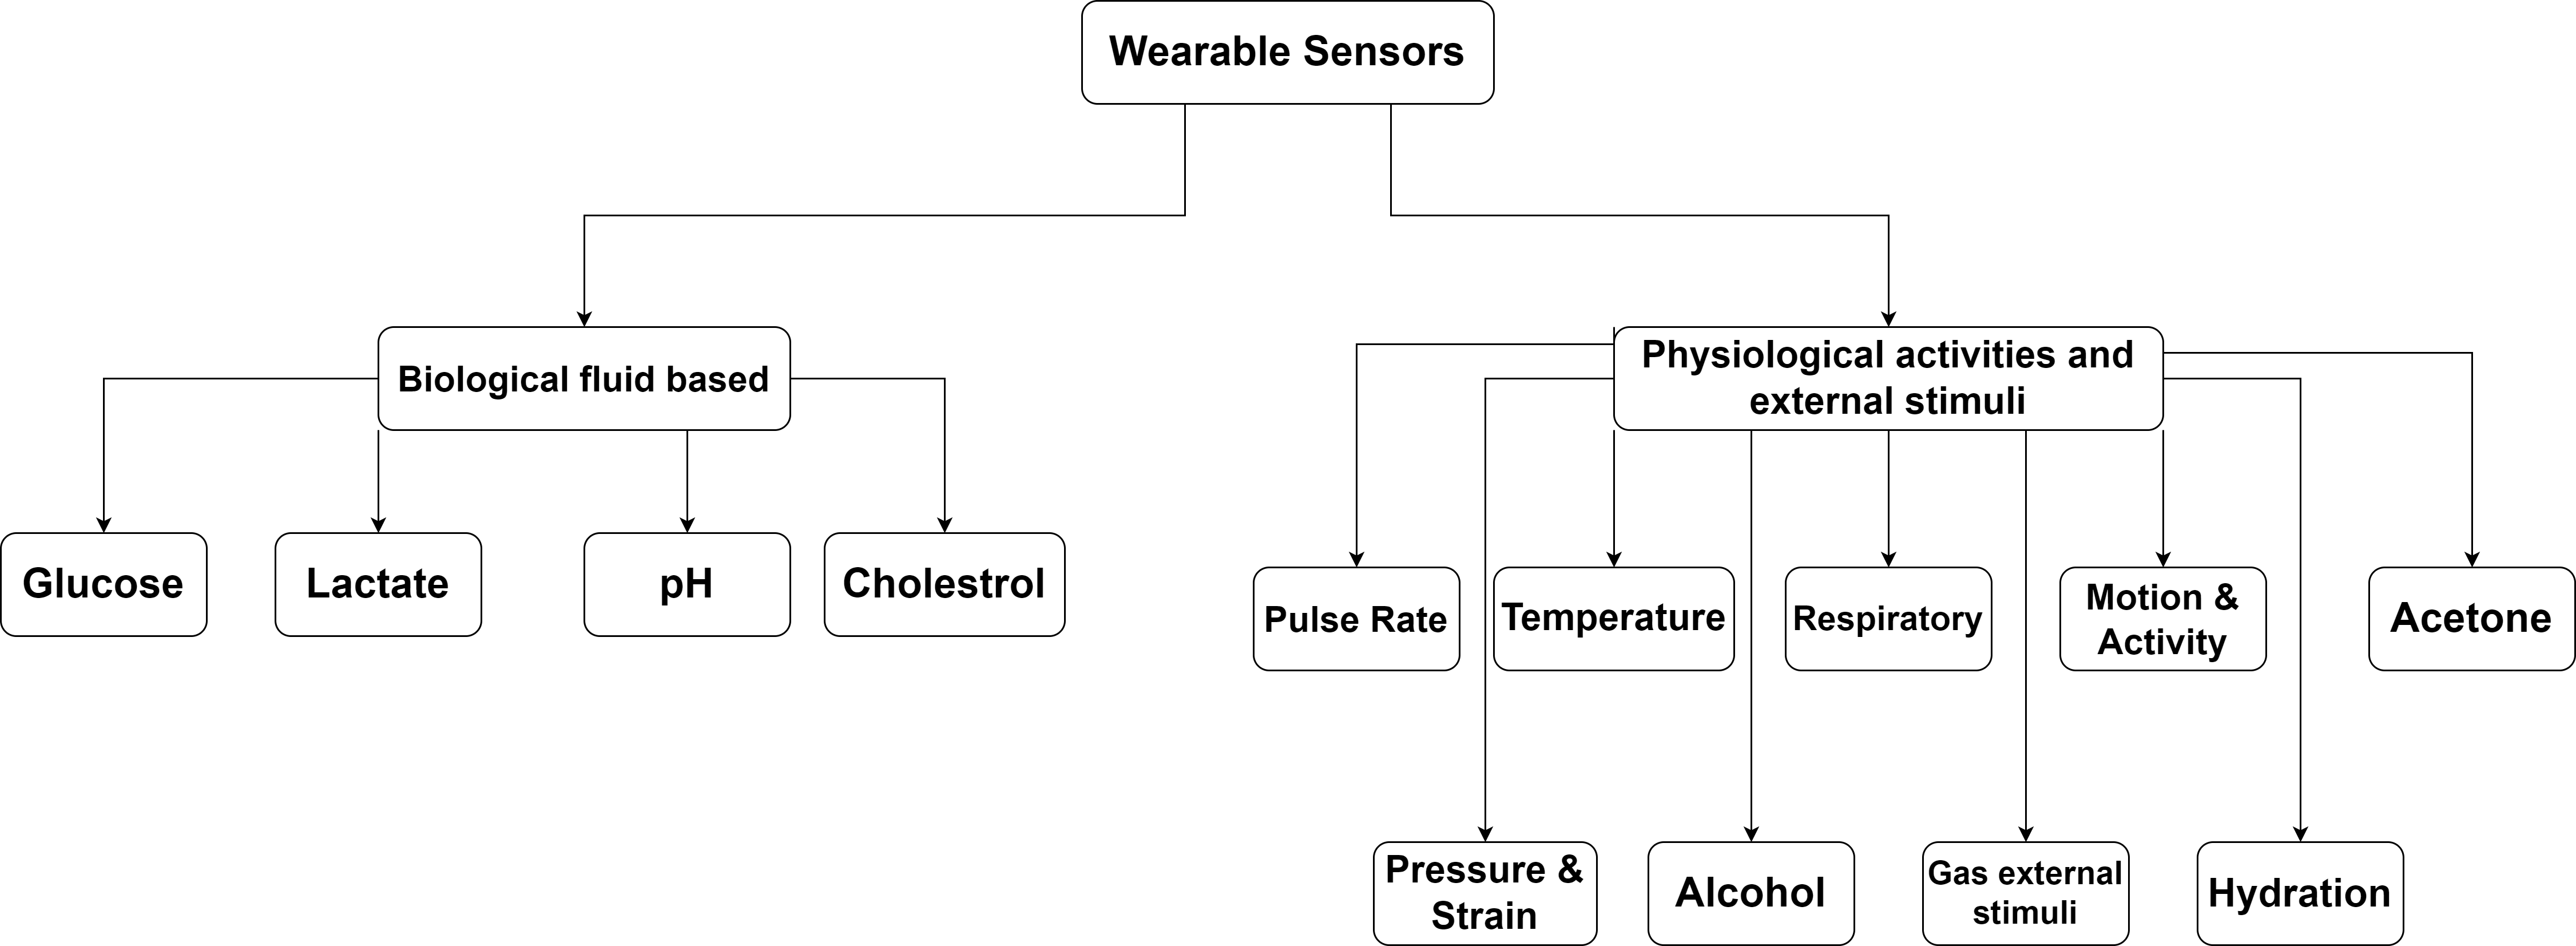 Wearable Sensors
Biological fluid based
Physiological activities and
external stimuli
Glucose
Lactate
pH
Cholestrol
Pulse Rate
Temperature
Respiratory
Motion &
Activity
Acetone
Pressure &
Strain
Alcohol
Gas external
stimuli
Hydration